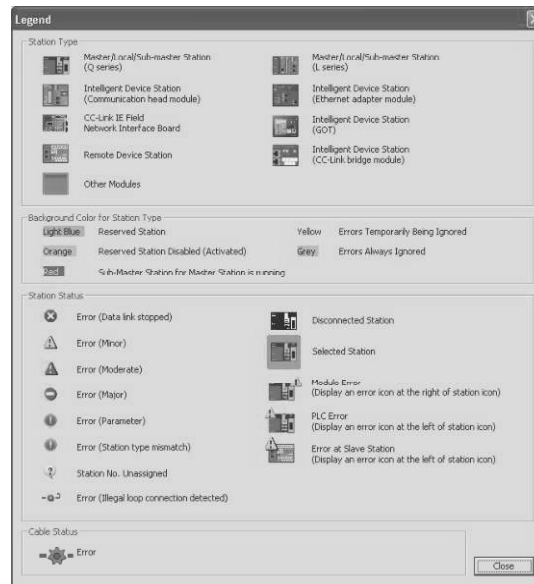 Legend
Station Type
Master/Local/Sub-master Station
(Q series)
Master/Local/Sub-master Station
(L series)
Intelligent Device Station
(Communication head module)
Intelligent Device Station
(Ethernet adapter module)
CC-Link IE Field
Network Interface Board
Intelligent Device Station
(GOT)
Remote Device Station
Intelligent Device Station
(CC-Link bridge module)
Other Modules
Background Color for Station Type
Light Blue Reserved Station
Yellow Errors Temporarily Being Ignored
Orange Reserved Station Disabled (Activated)
Grey Errors Always Ignored
Red Sub-Master Station for Master Station is running
Station Status
Error (Data link stopped)
Disconnected Station
Error (Minor)
Selected Station
Error (Moderate)
Module Error
(Display an error icon at the right of station icon)
Error (Major)
PLC Error
(Display an error icon at the left of station icon)
Error (Parameter)
Error at Slave Station
(Display an error icon at the left of station icon)
Error (Station type mismatch)
Station No. Unassigned
Error (Illegal loop connection detected)
Cable Status
Error
Close